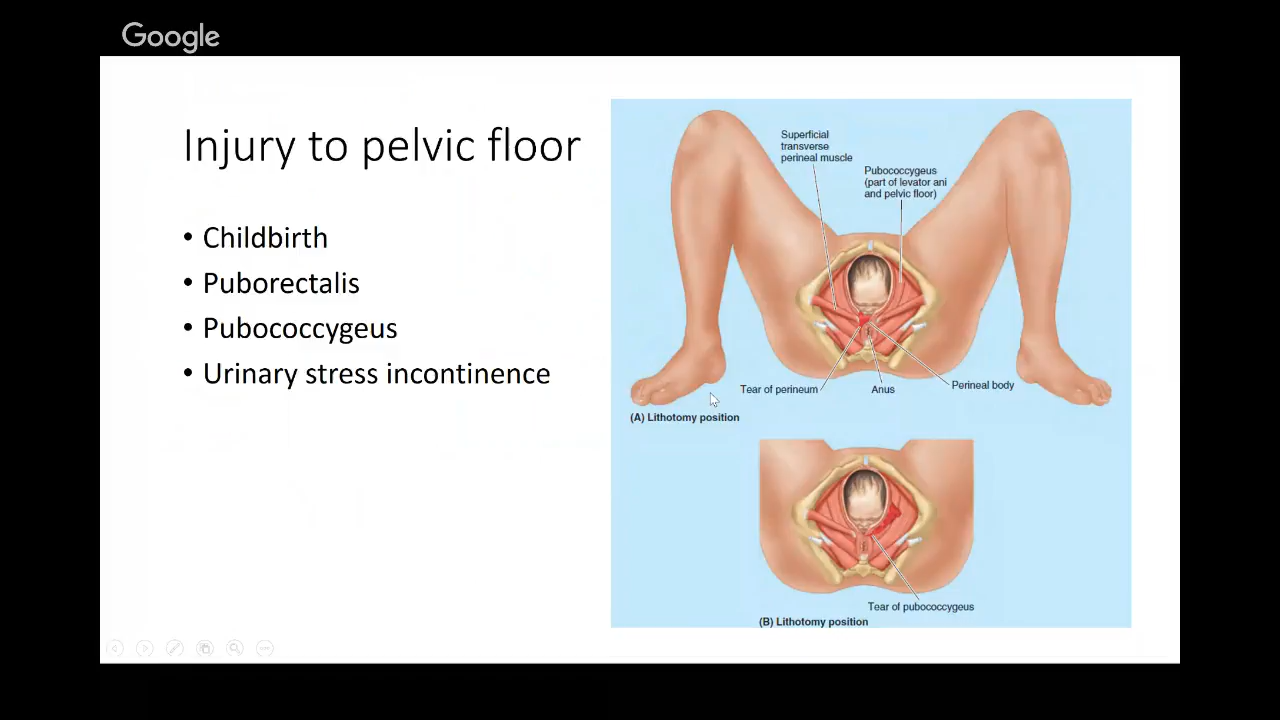 Google
Injury to pelvic floor
• Childbirth
• Puborectalis
• Pubococcygeus
• Urinary stress incontinence
Superficial
transverse
perineal muscle
Pubococcygeus
(part of levator ani
and pelvic floor)
Tear of perineum
Anus
Perineal body
(A) Lithotomy position
Tear of pubococcygeus
(B) Lithotomy position